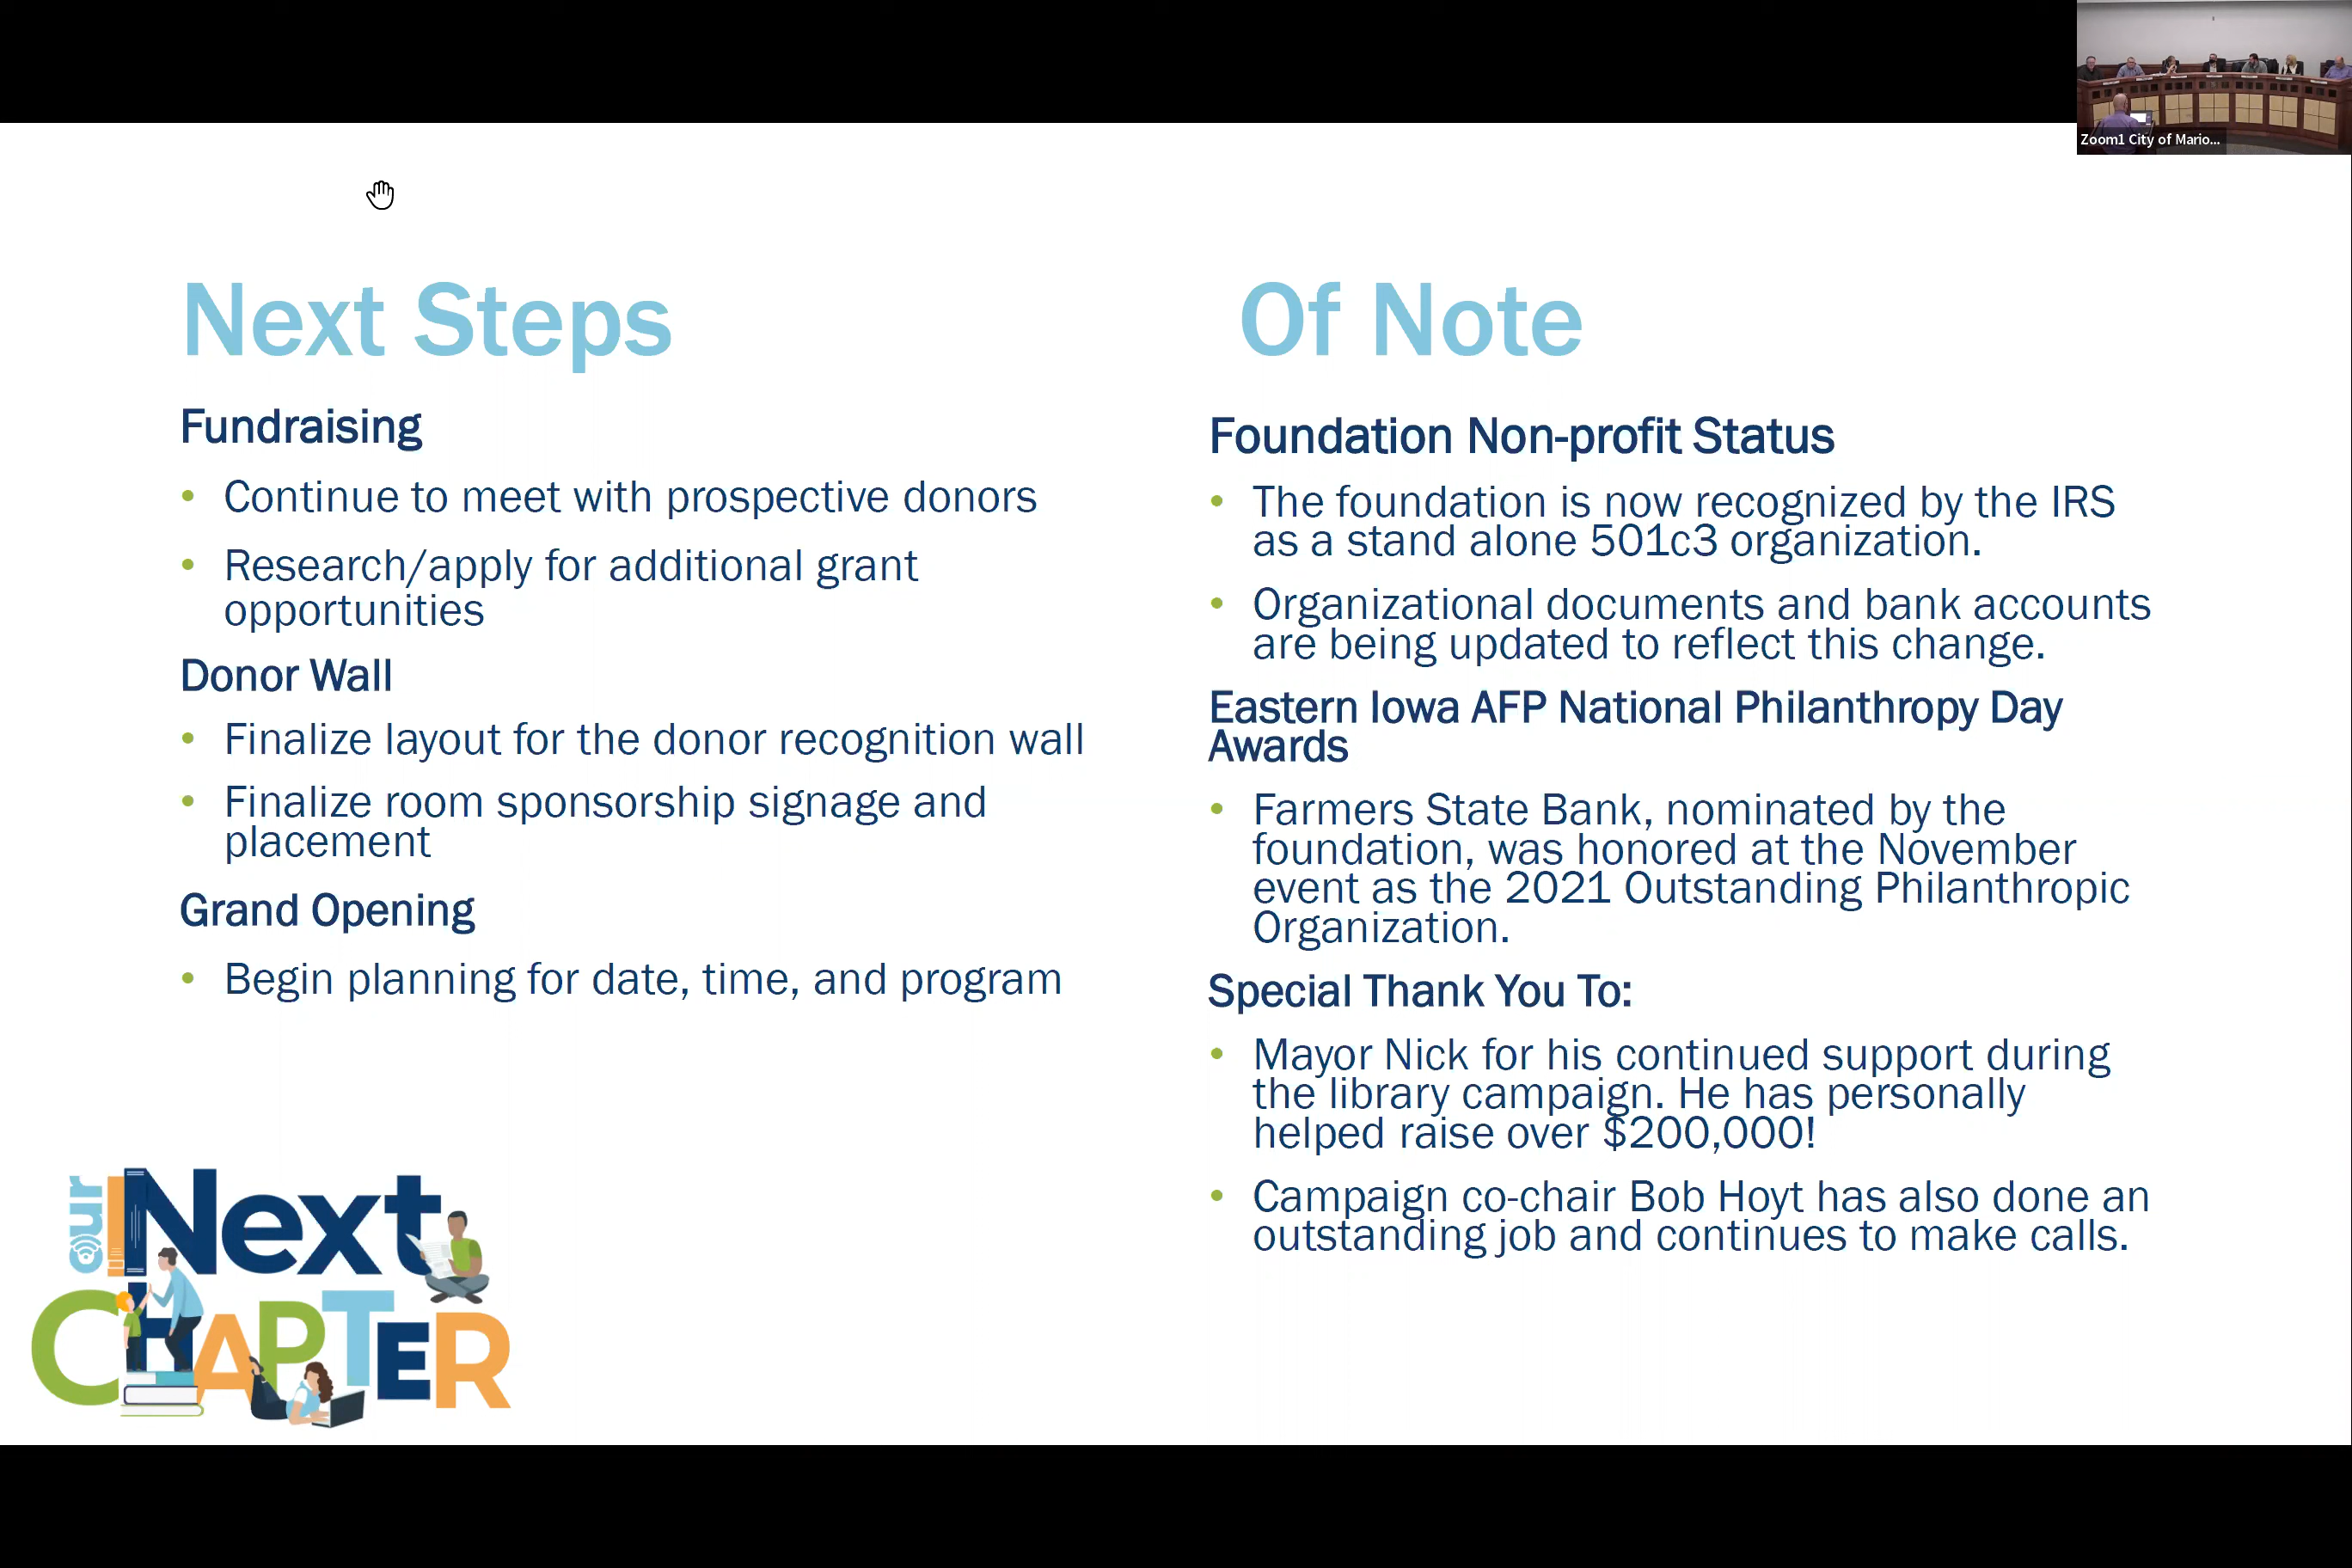 Zoom1 City of Mario...
Next Steps
Fundraising
• Continue to meet with prospective donors
• Research/apply for additional grant
opportunities
Donor Wall
• Finalize layout for the donor recognition wall
• Finalize room sponsorship signage and
placement
Grand Opening
• Begin planning for date, time, and program
Of Note
Foundation Non-profit Status
• The foundation is now recognized by the IRS
as a stand alone 501c3 organization.
• Organizational documents and bank accounts
are being updated to reflect this change.
Eastern Iowa AFP National Philanthropy Day
Awards
• Farmers State Bank, nominated by the
foundation, was honored at the November
event as the 2021 Outstanding Philanthropic
Organization.
Special Thank You To:
• Mayor Nick for his continued support during
the library campaign. He has personally
helped raise over $200,000!
• Campaign co-chair Bob Hoyt has also done an
outstanding job and continues to make calls.
our Next
CHAPTER